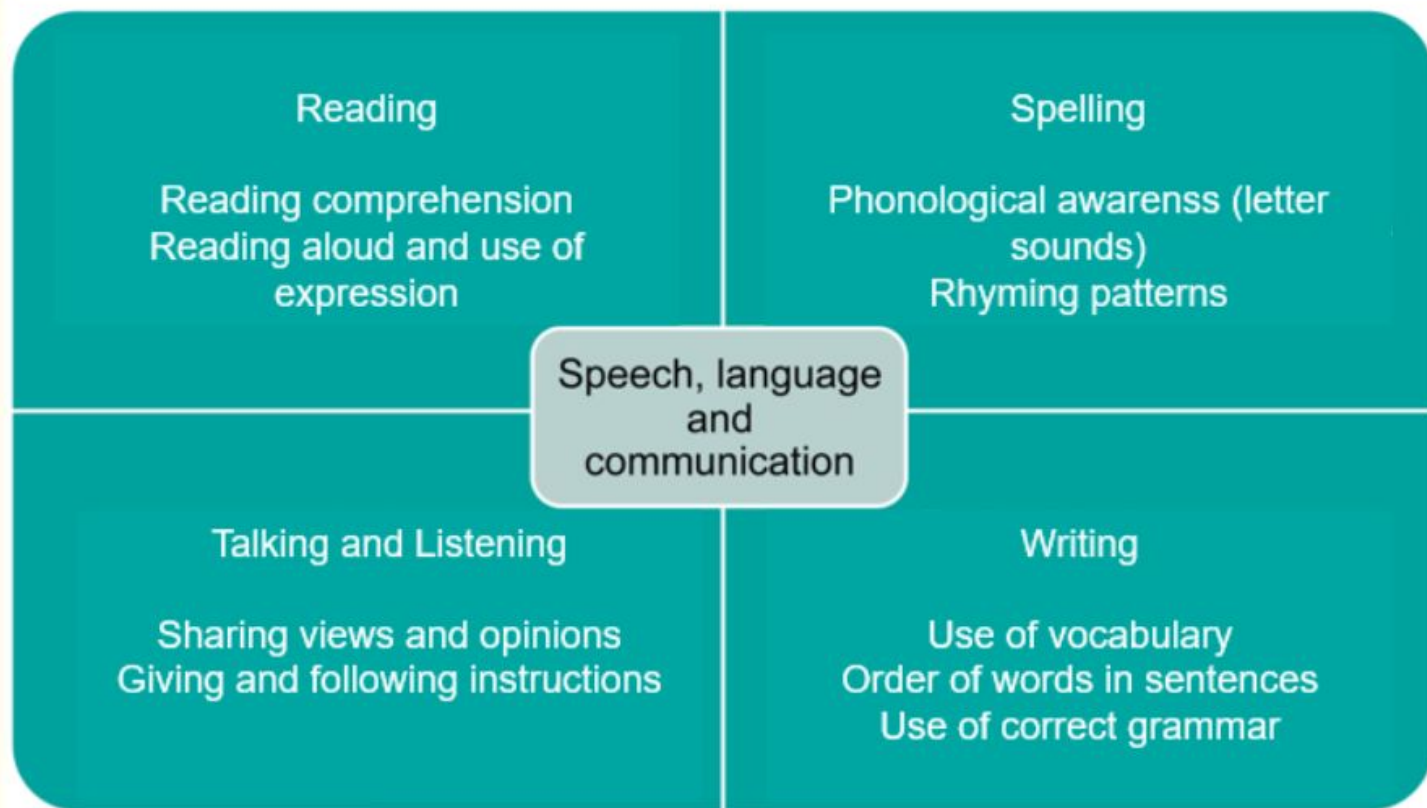 Reading
Reading comprehension
Reading aloud and use of
expression
Spelling
Phonological awarenss (letter
sounds)
Rhyming patterns
Speech, language
and
communication
Talking and Listening
Sharing views and opinions
Giving and following instructions
Writing
Use of vocabulary
Order of words in sentences
Use of correct grammar